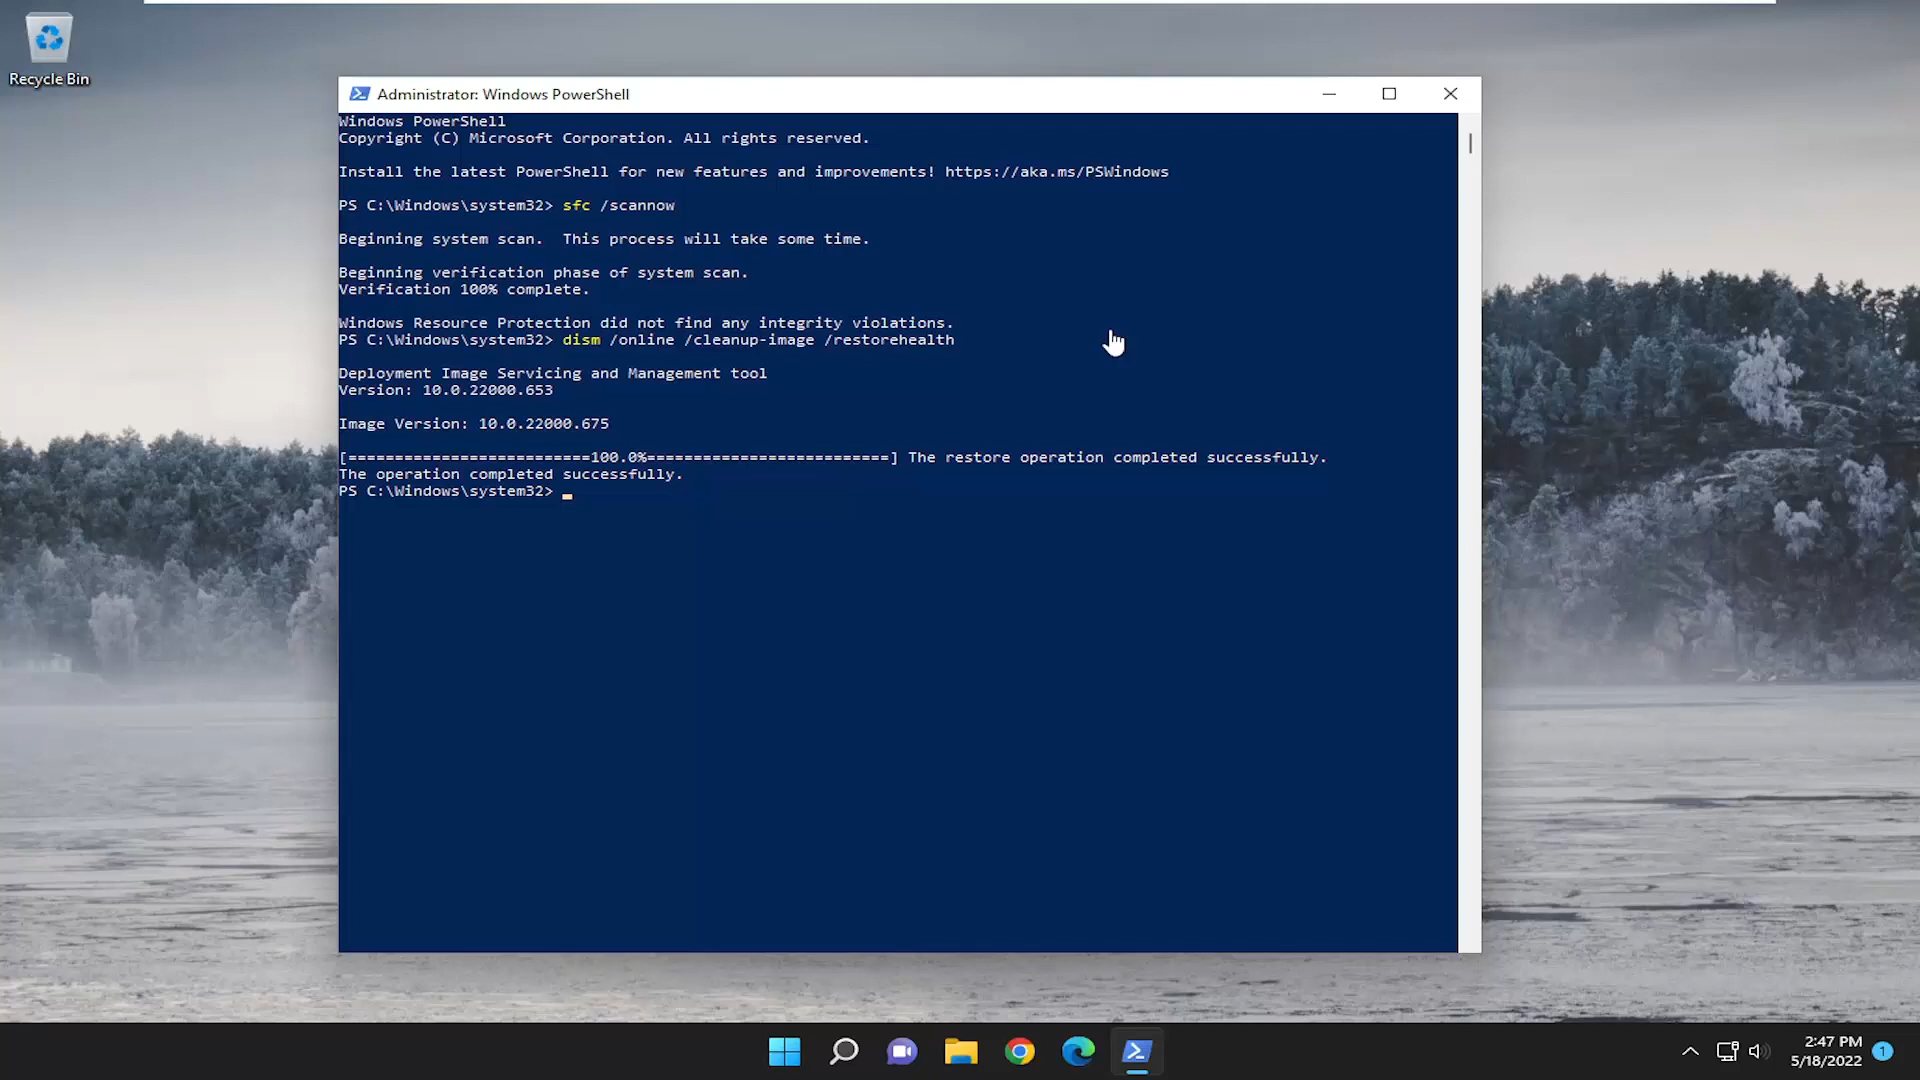 Recycle Bin
Administrator: Windows PowerShell
Windows PowerShell
Copyright (C) Microsoft Corporation. All rights reserved.
Install the latest PowerShell for new features and improvements! https://aka.ms/PSWindows
PS C:\Windows\system32> sfc /scannow
Beginning system scan.  This process will take some time.
Beginning verification phase of system scan.
Verification 100% complete.
Windows Resource Protection did not find any integrity violations.
PS C:\Windows\system32> dism /online /cleanup-image /restorehealth
Deployment Image Servicing and Management tool
Version: 10.0.22000.653
Image Version: 10.0.22000.675
[==========================100.0%==========================] The restore operation completed successfully.
The operation completed successfully.
PS C:\Windows\system32>
2:47 PM
5/18/2022
1